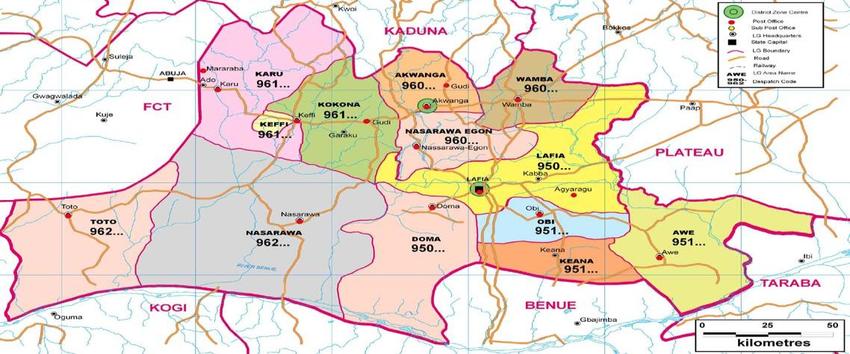 Kwoi
KADUNA
Bokkos
District Zone Centre
Post Office
Sub Post Office
LG Headquarters
State Capital
LG Boundary
Road
Railway
AWE LG Area Name
Despatch Code
Suleja
Mararaba
ABUJA
Ado
Karu
KARU
961...
AKWANGA
960...
Gudi
Akwanga
WAMBA
960...
Wamba
Gwagwalada
FCT
Kuje
KOKONA
961...
KEFFI
961...
Keffi
Gudi
Garaku
NASARAWA EGON
960...
Nassarawa-Egon
Paap
PLATEAU
LAFIA
950...
Kabba
LAFIA
Agyaragu
Toto
TOTO
962...
Nasarawa
NASARAWA
962...
Doma
DOMA
950...
Obi
OBI
951...
Keana
KEANA
951...
AWE
951...
Awe
Ibi
TARABA
RIVER BENUE
KOGI
Oguma
BENUE
Gbajimba
0 25 50
kilometres